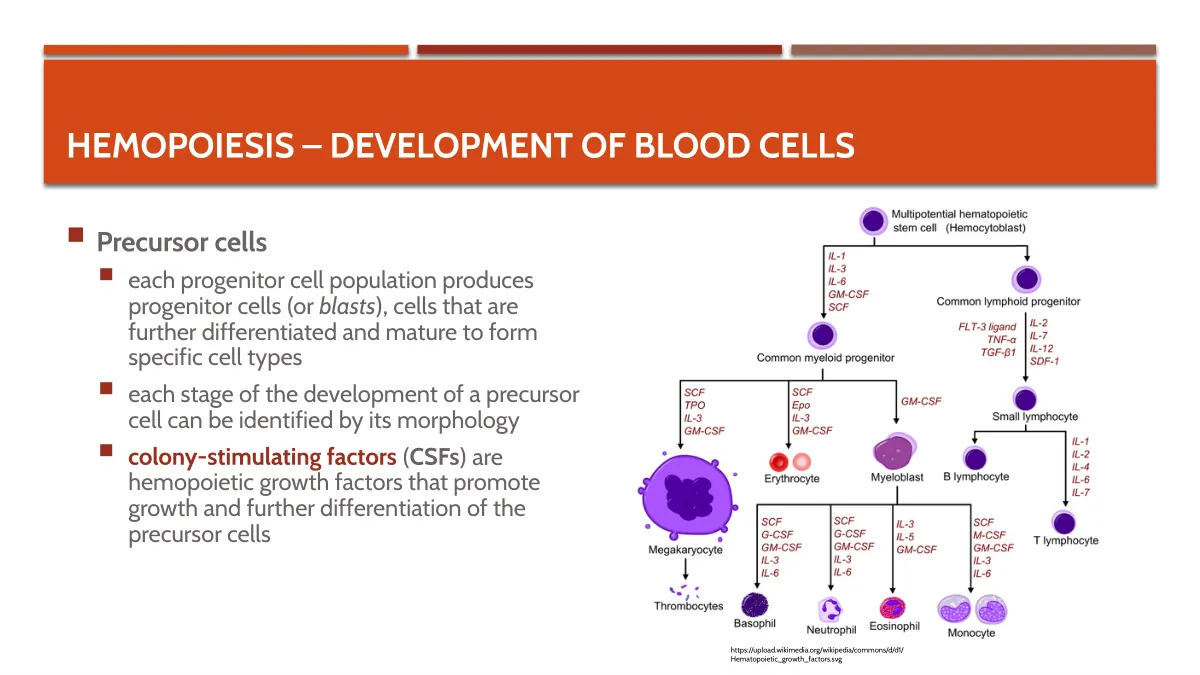 HEMOPOIESIS – DEVELOPMENT OF BLOOD CELLS
Precursor cells
each progenitor cell population produces
progenitor cells (or blasts), cells that are
further differentiated and mature to form
specific cell types
each stage of the development of a precursor
cell can be identified by its morphology
colony-stimulating factors (CSFs) are
hemopoietic growth factors that promote
growth and further differentiation of the
precursor cells
Multipotential hematopoietic
stem cell (Hemocytoblast)
IL-1
IL-3
IL-6
GM-CSF
SCF
Common lymphoid progenitor
FLT-3 ligand
TNF-α
TGF-β1
IL-2
IL-7
IL-12
SDF-1
Common myeloid progenitor
SCF
TPO
IL-3
GM-CSF
SCF
Epo
IL-3
GM-CSF
GM-CSF
Small lymphocyte
Megakaryocyte
Erythrocyte
Myeloblast
B lymphocyte
IL-1
IL-2
IL-4
IL-6
IL-7
T lymphocyte
Thrombocytes
SCF
G-CSF
GM-CSF
IL-3
IL-6
SCF
G-CSF
GM-CSF
IL-3
IL-6
IL-3
IL-5
GM-CSF
SCF
M-CSF
GM-CSF
IL-3
IL-6
Basophil
Neutrophil
Eosinophil
Monocyte
https://upload.wikimedia.org/wikipedia/commons/d/d1/
Hematopoietic_growth_factors.svg